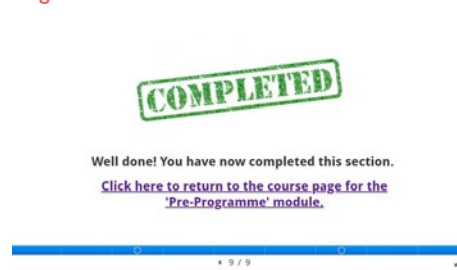 COMPLETED
Well done! You have now completed this section.
Click here to return to the course page for the
'Pre-Programme' module.
9 / 9